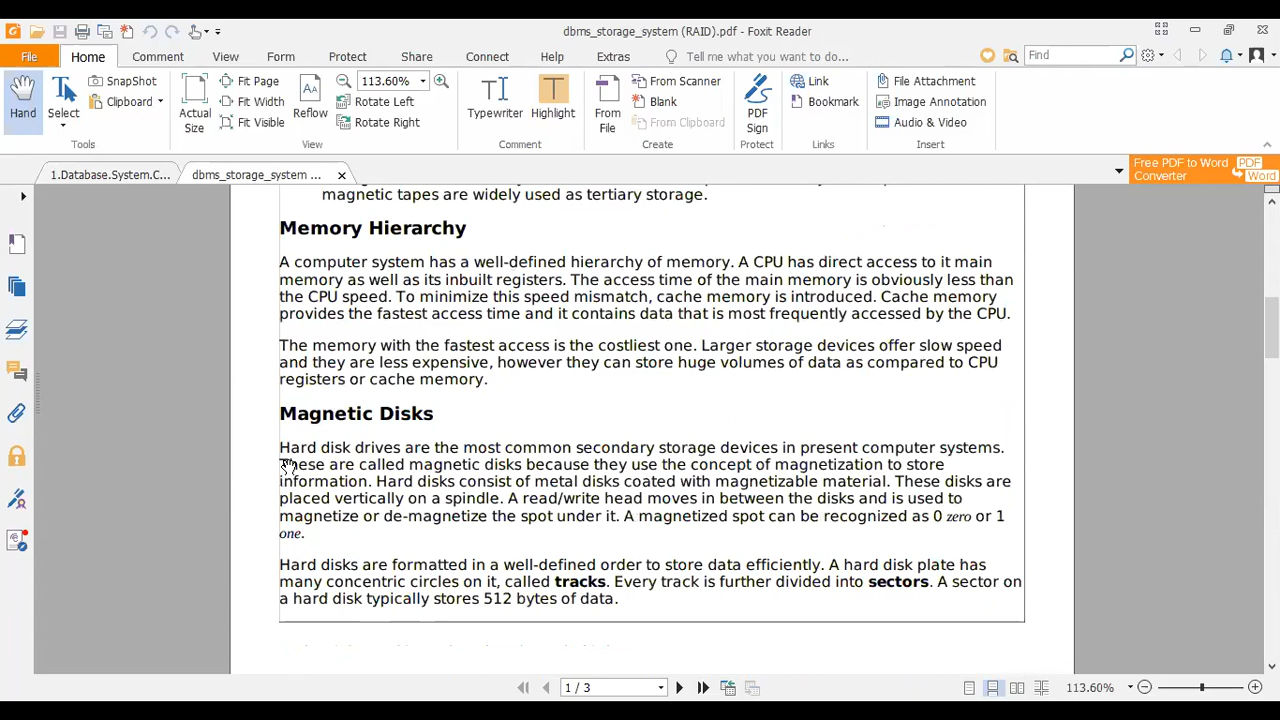 dbms_storage_system (RAID).pdf - Foxit Reader
File Home Comment View Form Protect Share Connect Help Extras Tell me what you want to do... Find
Hand
Select
SnapShot
Clipboard
Actual Size
Fit Page
Fit Width
Fit Visible
Reflow
113.60%
Rotate Left
Rotate Right
Typewriter
Highlight
From File
From Scanner
Blank
From Clipboard
PDF Sign
Link
Bookmark
File Attachment
Image Annotation
Audio & Video
Tools View Comment Create Protect Links Insert
1.Database.System.C... dbms_storage_system ...
Free PDF to Word Converter
PDF
Word
magnetic tapes are widely used as tertiary storage.
Memory Hierarchy
A computer system has a well-defined hierarchy of memory. A CPU has direct access to it main
memory as well as its inbuilt registers. The access time of the main memory is obviously less than
the CPU speed. To minimize this speed mismatch, cache memory is introduced. Cache memory
provides the fastest access time and it contains data that is most frequently accessed by the CPU.
The memory with the fastest access is the costliest one. Larger storage devices offer slow speed
and they are less expensive, however they can store huge volumes of data as compared to CPU
registers or cache memory.
Magnetic Disks
Hard disk drives are the most common secondary storage devices in present computer systems.
These are called magnetic disks because they use the concept of magnetization to store
information. Hard disks consist of metal disks coated with magnetizable material. These disks are
placed vertically on a spindle. A read/write head moves in between the disks and is used to
magnetize or de-magnetize the spot under it. A magnetized spot can be recognized as 0 zero or 1
one.
Hard disks are formatted in a well-defined order to store data efficiently. A hard disk plate has
many concentric circles on it, called tracks. Every track is further divided into sectors. A sector on
a hard disk typically stores 512 bytes of data.
1 / 3
113.60%